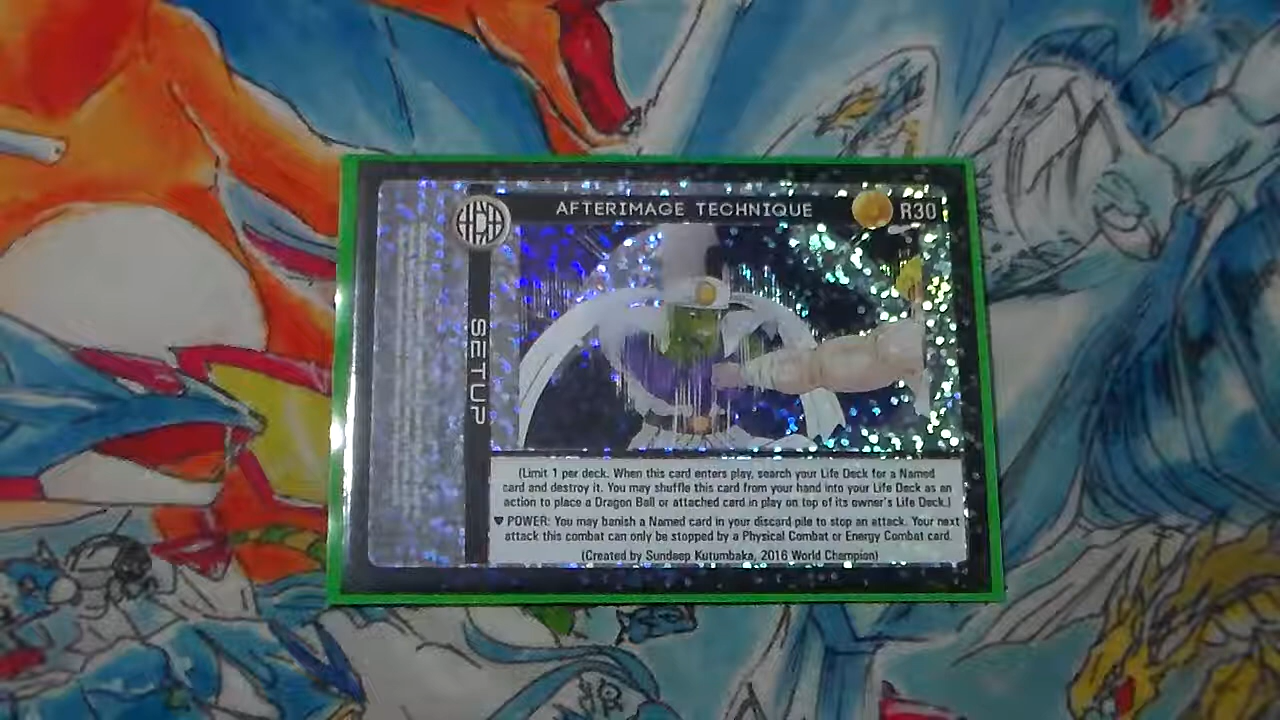 AFTERIMAGE TECHNIQUE
R30
SETUP
(Limit 1 per deck. When this card enters play, search your Life Deck for a Named
card and destroy it. You may shuffle this card from your hand into your Life Deck as an
action to place a Dragon Ball or attached card in play on top of its owner's Life Deck.)
POWER: You may banish a Named card in your discard pile to stop an attack. Your next
attack this combat can only be stopped by a Physical Combat or Energy Combat card.
(Created by Sundeep Kutumbaka, 2016 World Champion)